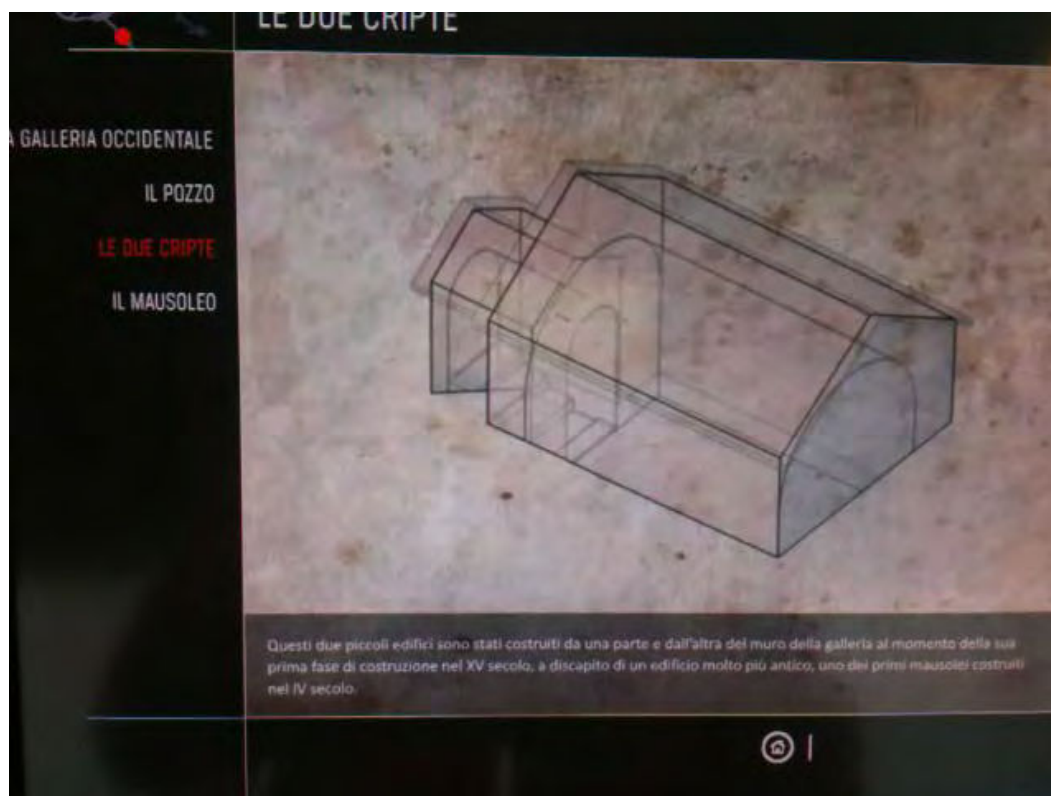 LE DUE CRIPTE
A GALLERIA OCCIDENTALE
IL POZZO
LE DUE CRIPTE
IL MAUSOLEO
Questi due piccoli edifici sono stati costruiti da una parte e dall'altra del muro della galleria al momento della sua
prima fase di costruzione nel XV secolo, a discapito di un edificio molto più antico, uno dei primi mausolei costruiti
nel IV secolo.